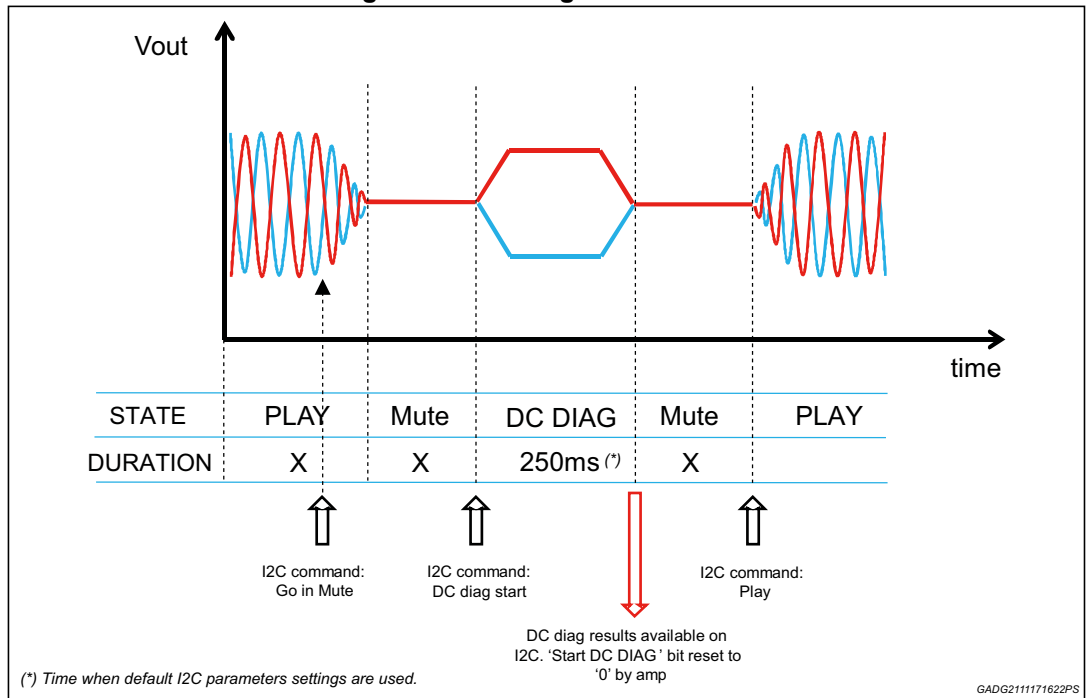 Vout
time
STATE PLAY Mute DC DIAG Mute PLAY
DURATION X X 250ms (*) X
I2C command:
Go in Mute
I2C command:
DC diag start
I2C command:
Play
DC diag results available on
I2C. ‘Start DC DIAG’ bit reset to
‘0’ by amp
(*) Time when default I2C parameters settings are used.
GADG2111171622PS